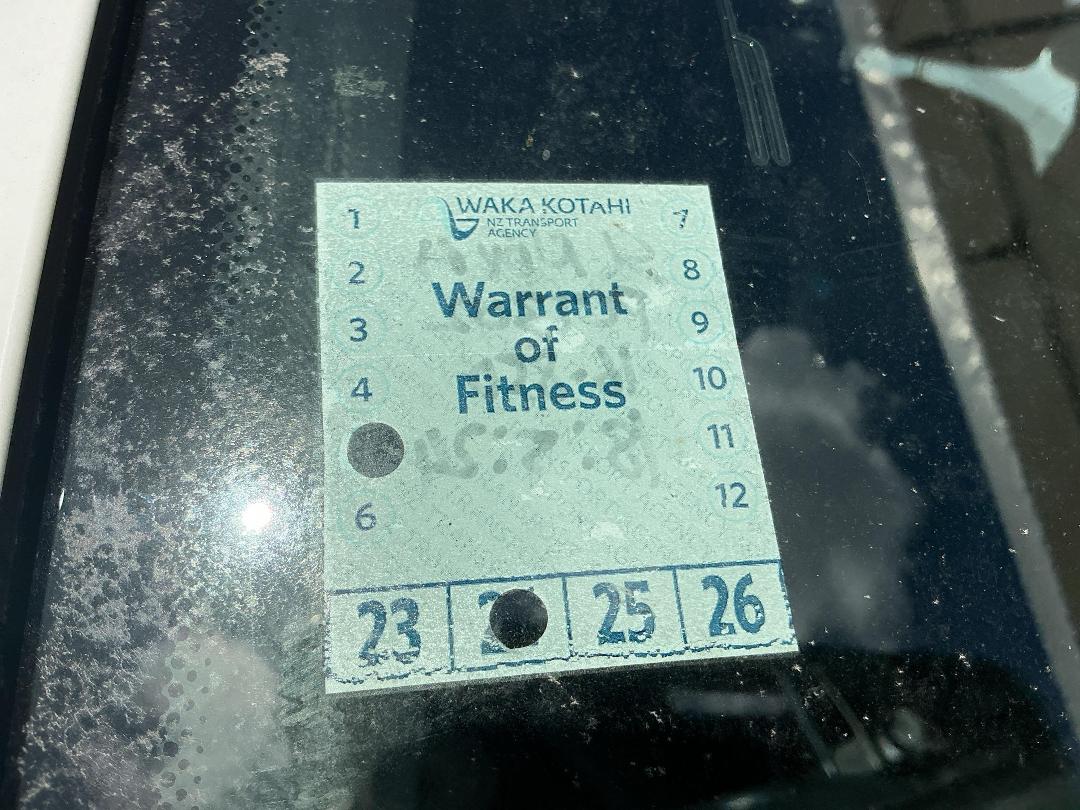 WAKA KOTAHI
NZ TRANSPORT
AGENCY
Warrant
of
Fitness
1
2
3
4
6
7
8
9
10
11
12
23 25 26